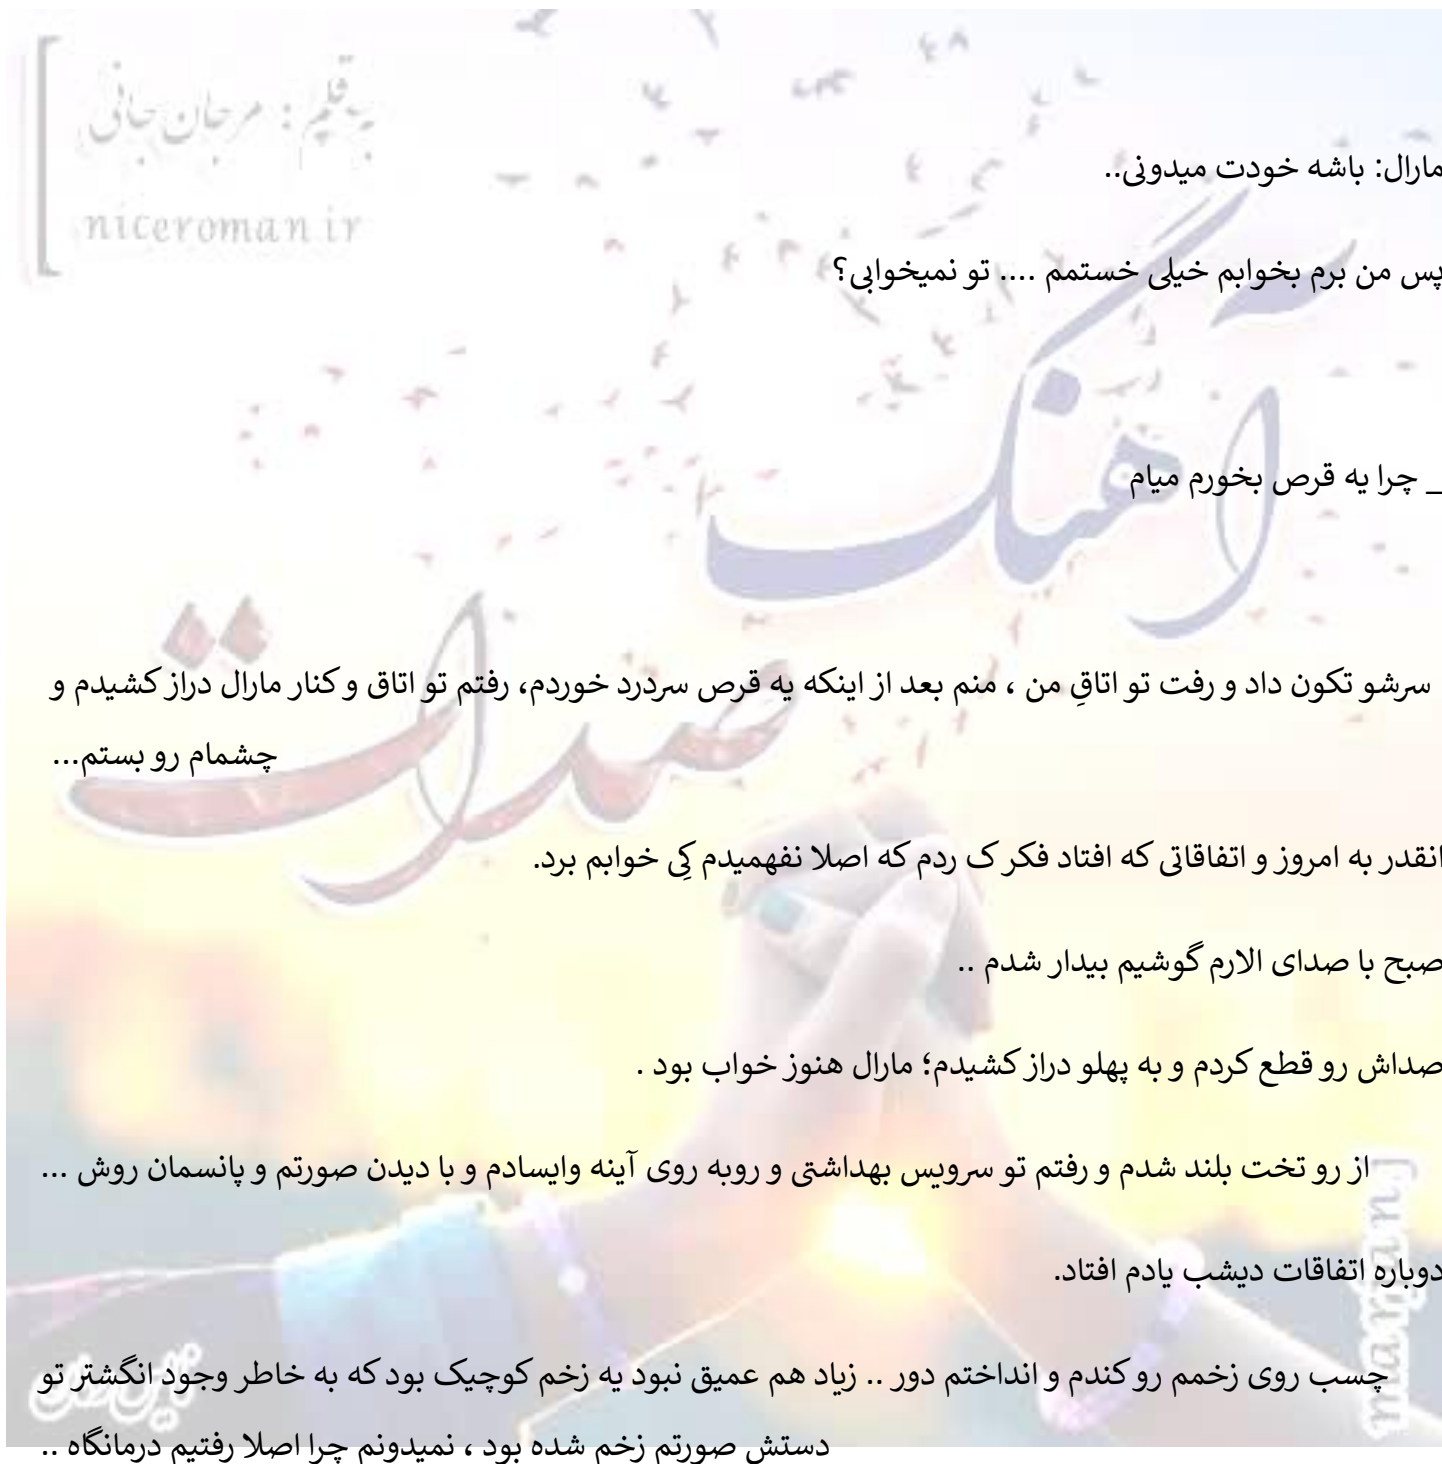 به قلم : مرجان جانی
niceroman.ir
مارال: باشه خودت میدونی..
پس من برم بخوابم خیلی خستمم .... تو نمیخوابی؟
آهنگ
_ چرا یه قرص بخورم میام
صدات
سرشو تکون داد و رفت تو اتاقِ من ، منم بعد از اینکه یه قرص سردرد خوردم، رفتم تو اتاق و کنار مارال دراز کشیدم و
چشمام رو بستم...
انقدر به امروز و اتفاقاتی که افتاد فکر ک ردم که اصلا نفهمیدم کِی خوابم برد.
صبح با صدای الارم گوشیم بیدار شدم ..
صداش رو قطع کردم و به پهلو دراز کشیدم؛ مارال هنوز خواب بود .
از رو تخت بلند شدم و رفتم تو سرویس بهداشتی و روبه روی آینه وایسادم و با دیدن صورتم و پانسمان روش ...
دوباره اتفاقات دیشب یادم افتاد.
چسب روی زخمم رو کندم و انداختم دور .. زیاد هم عمیق نبود یه زخم کوچیک بود که به خاطر وجود انگشتر تو
دستش صورتم زخم شده بود ، نمیدونم چرا اصلا رفتیم درمانگاه ..